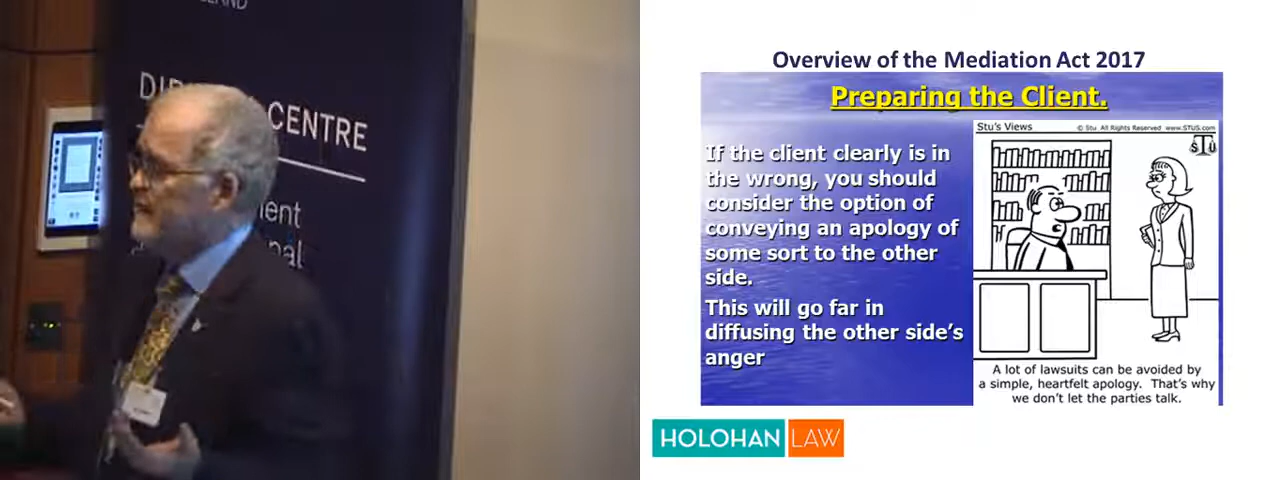 CENTRE
Overview of the Mediation Act 2017
Preparing the Client.
If the client clearly is in
the wrong, you should
consider the option of
conveying an apology of
some sort to the other
side.
This will go far in
diffusing the other side's
anger
Stu's Views © Stu All Rights Reserved www.STUS.com
STU
A lot of lawsuits can be avoided by
a simple, heartfelt apology. That's why
we don't let the parties talk.
HOLOHAN LAW